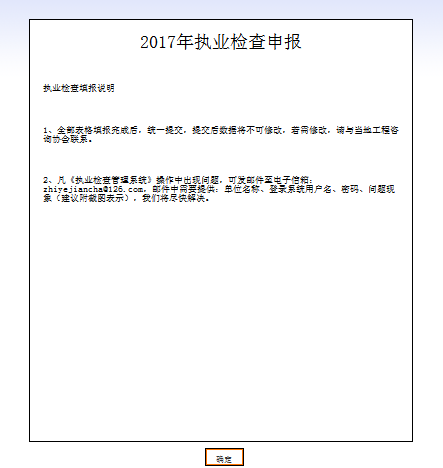 2017年执业检查申报
执业检查填报说明
1、全部表格填报完成后，统一提交，提交后数据将不可修改，若需修改，请与当地工程咨
询协会联系。
2、凡《执业检查管理系统》操作中出现问题，可发邮件至电子信箱：
zhiyejiancha@126.com，邮件中需要提供：单位名称、登录系统用户名、密码、问题现
象（建议附截图表示），我们将尽快解决。
确定